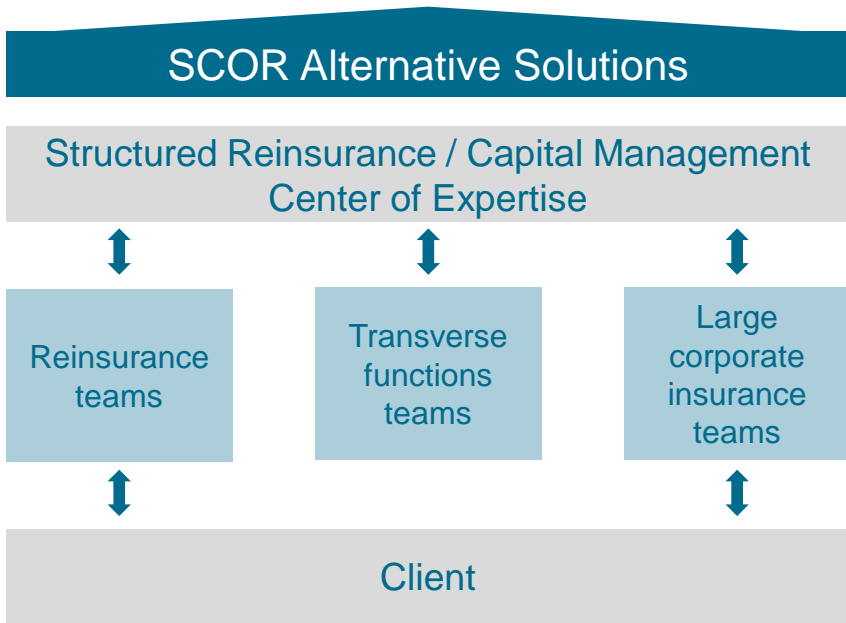 SCOR Alternative Solutions
Structured Reinsurance / Capital Management
Center of Expertise
Reinsurance
teams
Transverse
functions
teams
Large
corporate
insurance
teams
Client